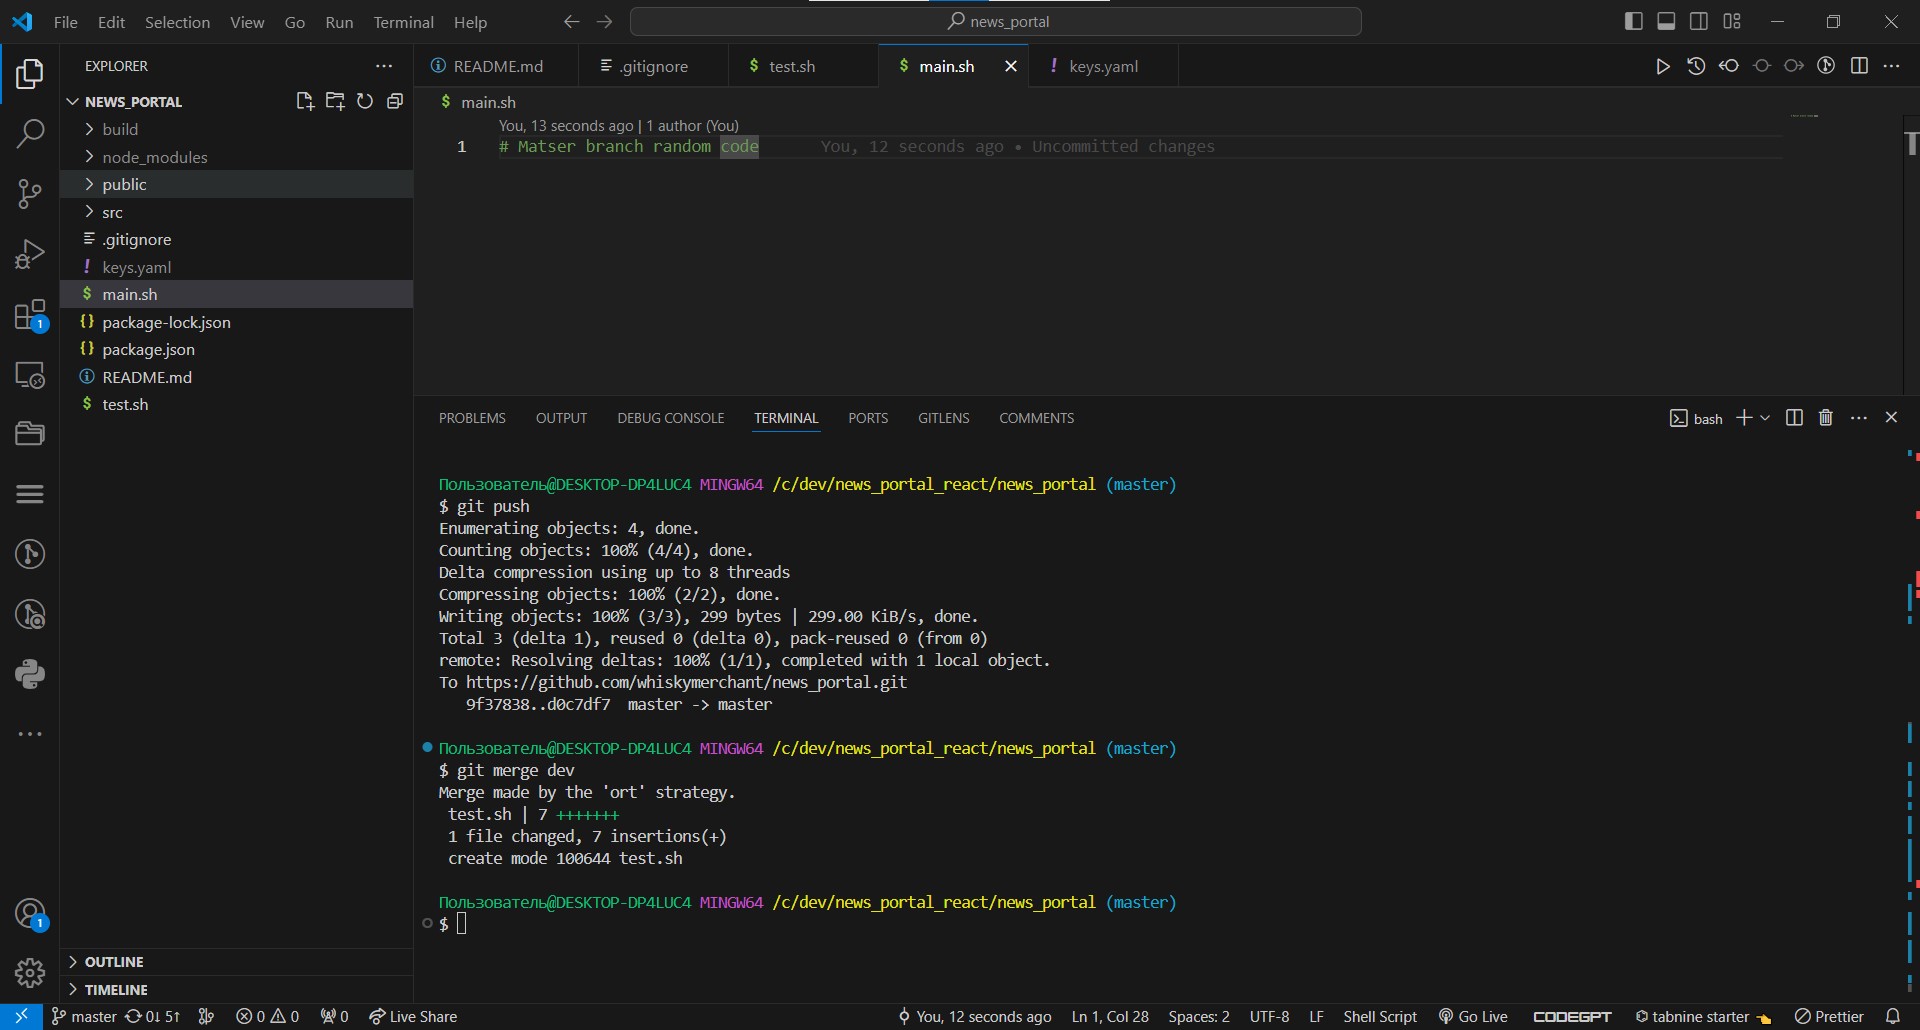 File Edit Selection View Go Run Terminal Help
news_portal
EXPLORER
NEWS_PORTAL
build
node_modules
public
src
.gitignore
keys.yaml
main.sh
package-lock.json
package.json
README.md
test.sh
OUTLINE
TIMELINE
1
1
README.md .gitignore test.sh main.sh keys.yaml
main.sh
You, 13 seconds ago | 1 author (You)
1 # Matser branch random code You, 12 seconds ago • Uncommitted changes
PROBLEMS OUTPUT DEBUG CONSOLE TERMINAL PORTS GITLENS COMMENTS
bash
Пользователь@DESKTOP-DP4LUC4 MINGW64 /c/dev/news_portal_react/news_portal (master)
$ git push
Enumerating objects: 4, done.
Counting objects: 100% (4/4), done.
Delta compression using up to 8 threads
Compressing objects: 100% (2/2), done.
Writing objects: 100% (3/3), 299 bytes | 299.00 KiB/s, done.
Total 3 (delta 1), reused 0 (delta 0), pack-reused 0 (from 0)
remote: Resolving deltas: 100% (1/1), completed with 1 local object.
To https://github.com/whiskymerchant/news_portal.git
9f37838..d0c7df7 master -> master
Пользователь@DESKTOP-DP4LUC4 MINGW64 /c/dev/news_portal_react/news_portal (master)
$ git merge dev
Merge made by the 'ort' strategy.
test.sh | 7 +++++++
1 file changed, 7 insertions(+)
create mode 100644 test.sh
Пользователь@DESKTOP-DP4LUC4 MINGW64 /c/dev/news_portal_react/news_portal (master)
$
master 0↓ 5↑ 0 0 0 Live Share You, 12 seconds ago Ln 1, Col 28 Spaces: 2 UTF-8 LF Shell Script Go Live CODEGPT tabnine starter Prettier